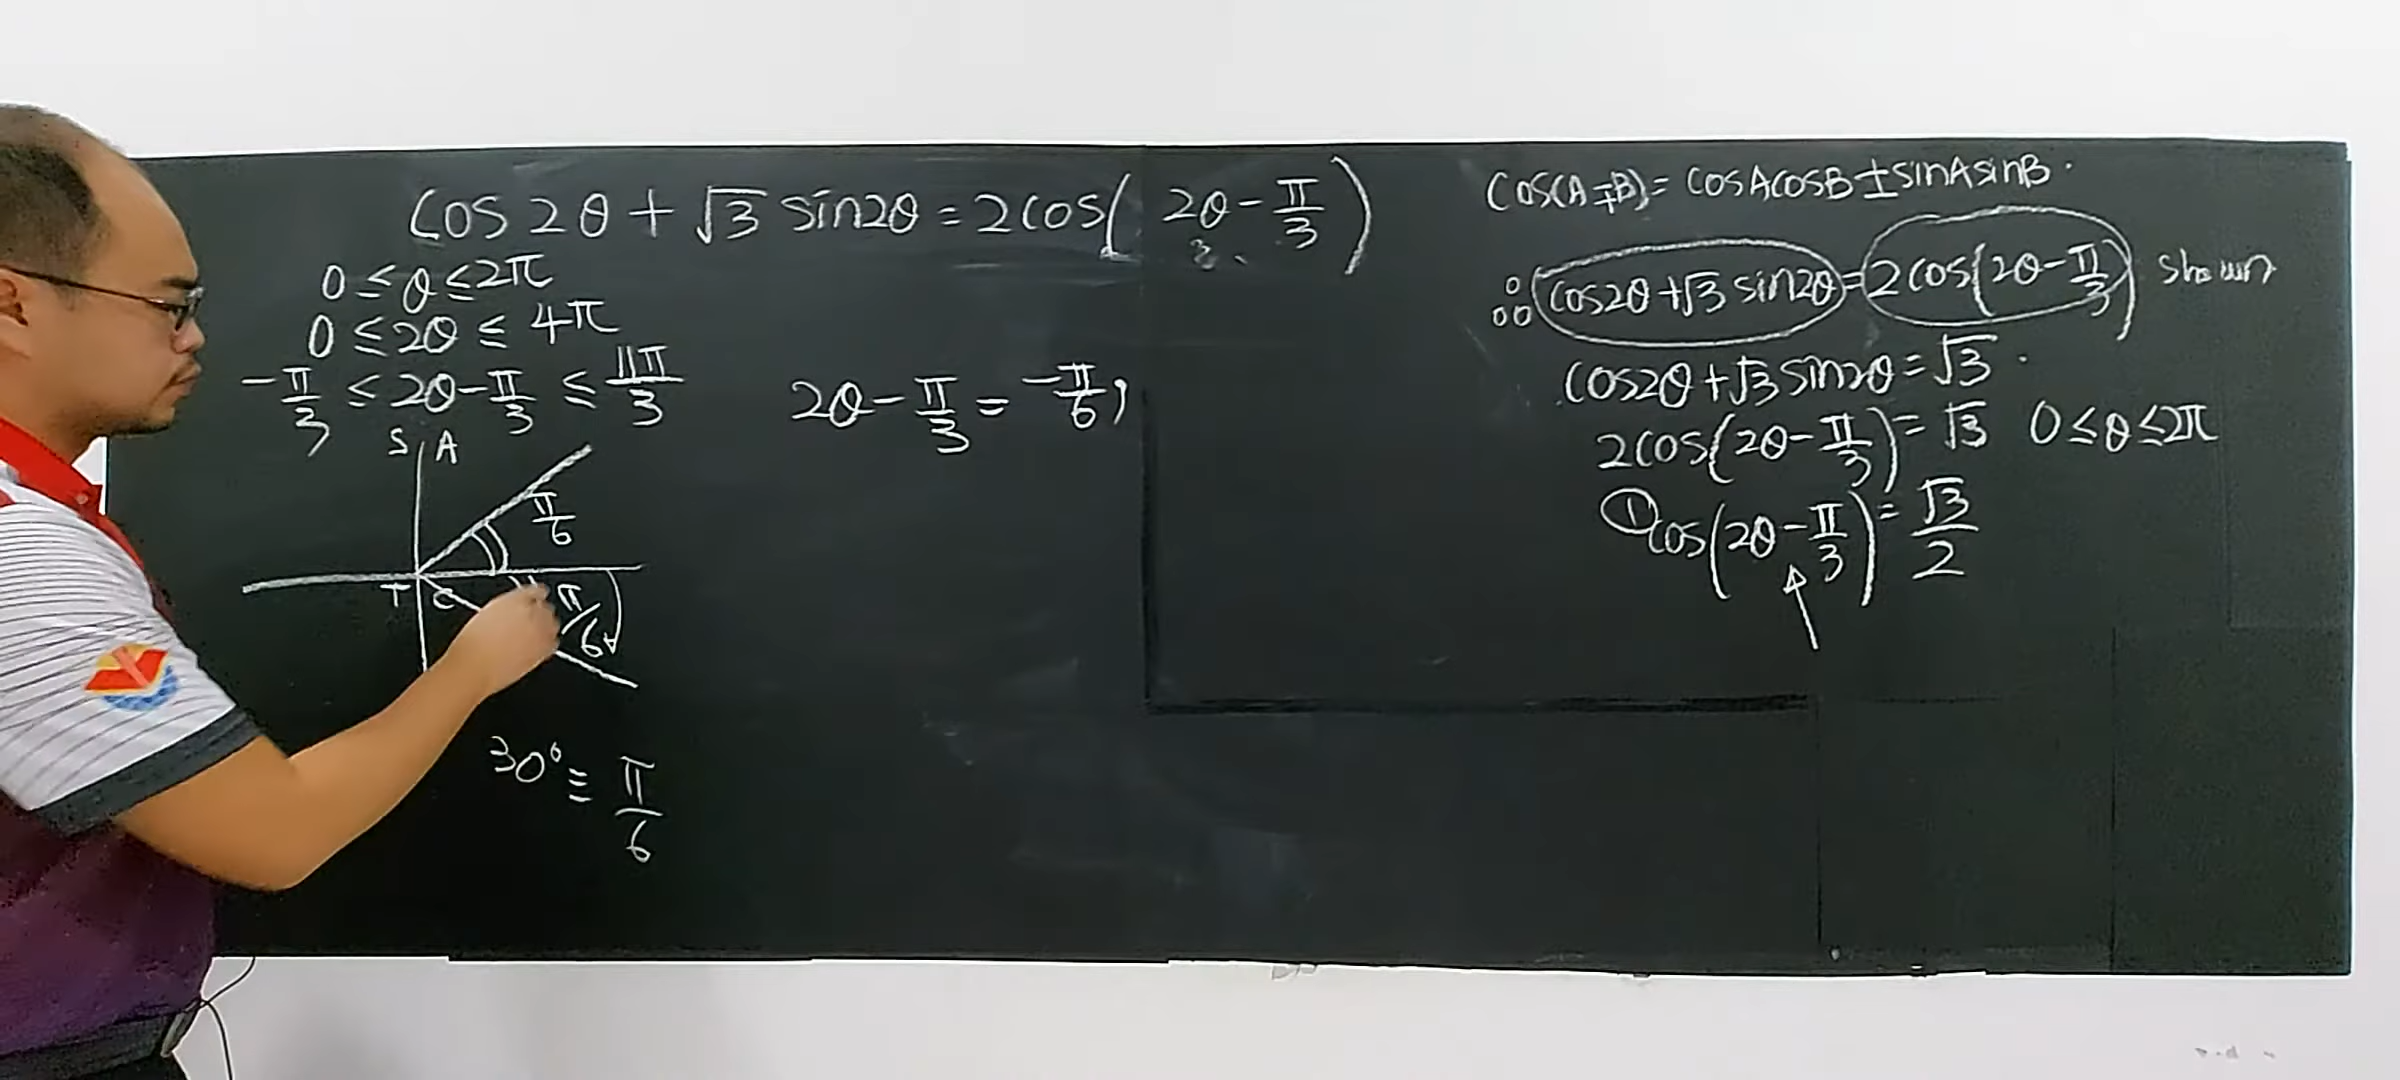 cos 2θ + √3 sin2θ = 2cos( 2θ - π/3 )
0 ≤ θ ≤ 2π
0 ≤ 2θ ≤ 4π
-π/3 ≤ 2θ - π/3 ≤ 11π/3
S A
T C
π/6
π/6
30° ≡ π/6
2θ - π/3 = -π/6,
cos(A∓B) = cosAcosB ± sinAsinB.
∴ cos2θ + √3 sin2θ = 2cos(2θ - π/3) shown
cos2θ + √3 sin2θ = √3.
2cos(2θ - π/3) = √3 0 ≤ θ ≤ 2π
① cos(2θ - π/3) = √3/2